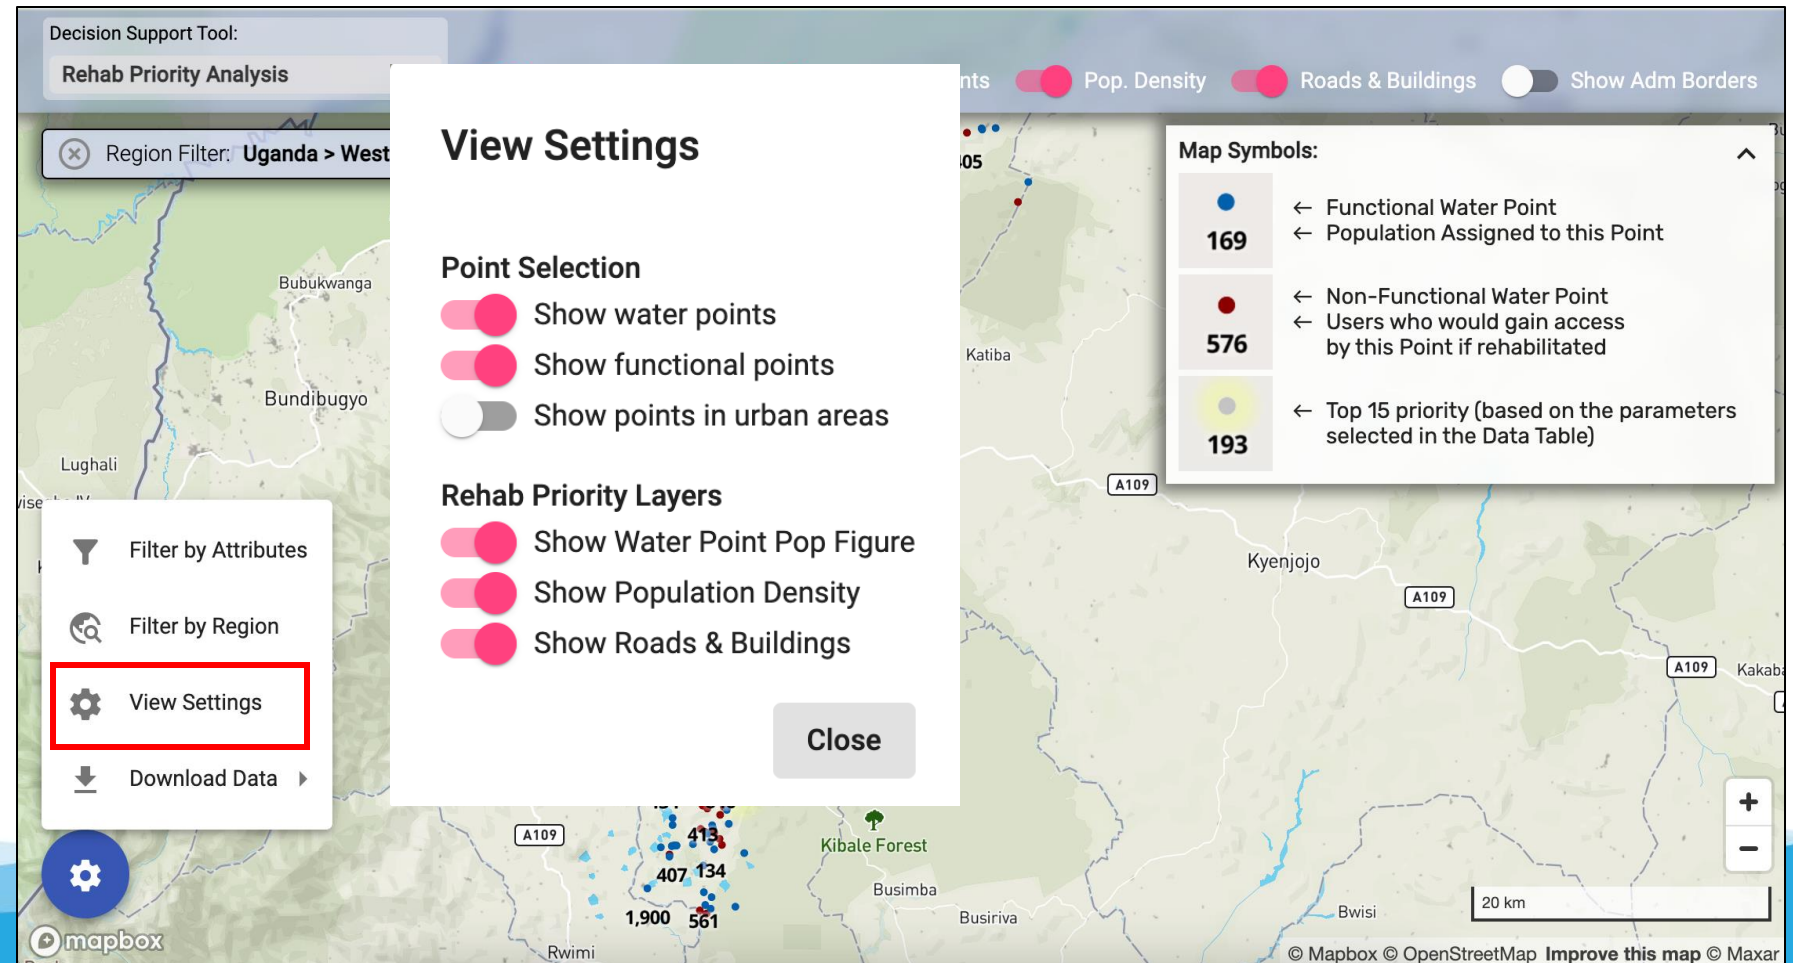 Decision Support Tool:
Rehab Priority Analysis
nts
Pop. Density
Roads & Buildings
Show Adm Borders
Region Filter: Uganda > West
View Settings
Point Selection
Show water points
Show functional points
Show points in urban areas
Rehab Priority Layers
Show Water Point Pop Figure
Show Population Density
Show Roads & Buildings
Close
Map Symbols:
169
← Functional Water Point
← Population Assigned to this Point
576
← Non-Functional Water Point
← Users who would gain access
by this Point if rehabilitated
193
← Top 15 priority (based on the parameters
selected in the Data Table)
Filter by Attributes
Filter by Region
View Settings
Download Data
Bubukwanga
Bundibugyo
Lughali
Katiba
A109
Kyenjojo
A109
A109
A109
Kibale Forest
Busimba
Busiriva
Bwisi
Rwimi
413
407
134
1,900
561
20 km
mapbox
© Mapbox © OpenStreetMap Improve this map © Maxar